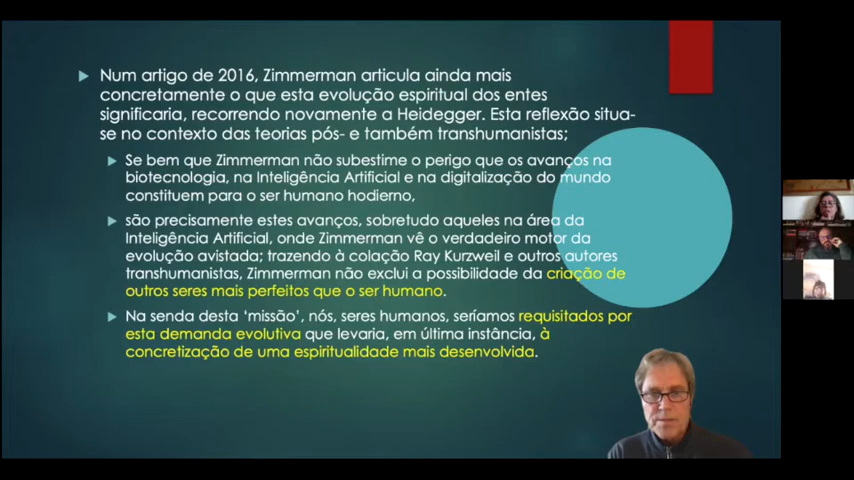 Num artigo de 2016, Zimmerman articula ainda mais
concretamente o que esta evolução espiritual dos entes
significaria, recorrendo novamente a Heidegger. Esta reflexão situa-
se no contexto das teorias pós- e também transhumanistas;
Se bem que Zimmerman não subestime o perigo que os avanços na
biotecnologia, na Inteligência Artificial e na digitalização do mundo
constituem para o ser humano hodierno,
são precisamente estes avanços, sobretudo aqueles na área da
Inteligência Artificial, onde Zimmerman vê o verdadeiro motor da
evolução avistada; trazendo à colação Ray Kurzweil e outros autores
transhumanistas, Zimmerman não exclui a possibilidade da criação de
outros seres mais perfeitos que o ser humano.
Na senda desta ‘missão’, nós, seres humanos, seríamos requisitados por
esta demanda evolutiva que levaria, em última instância, à
concretização de uma espiritualidade mais desenvolvida.